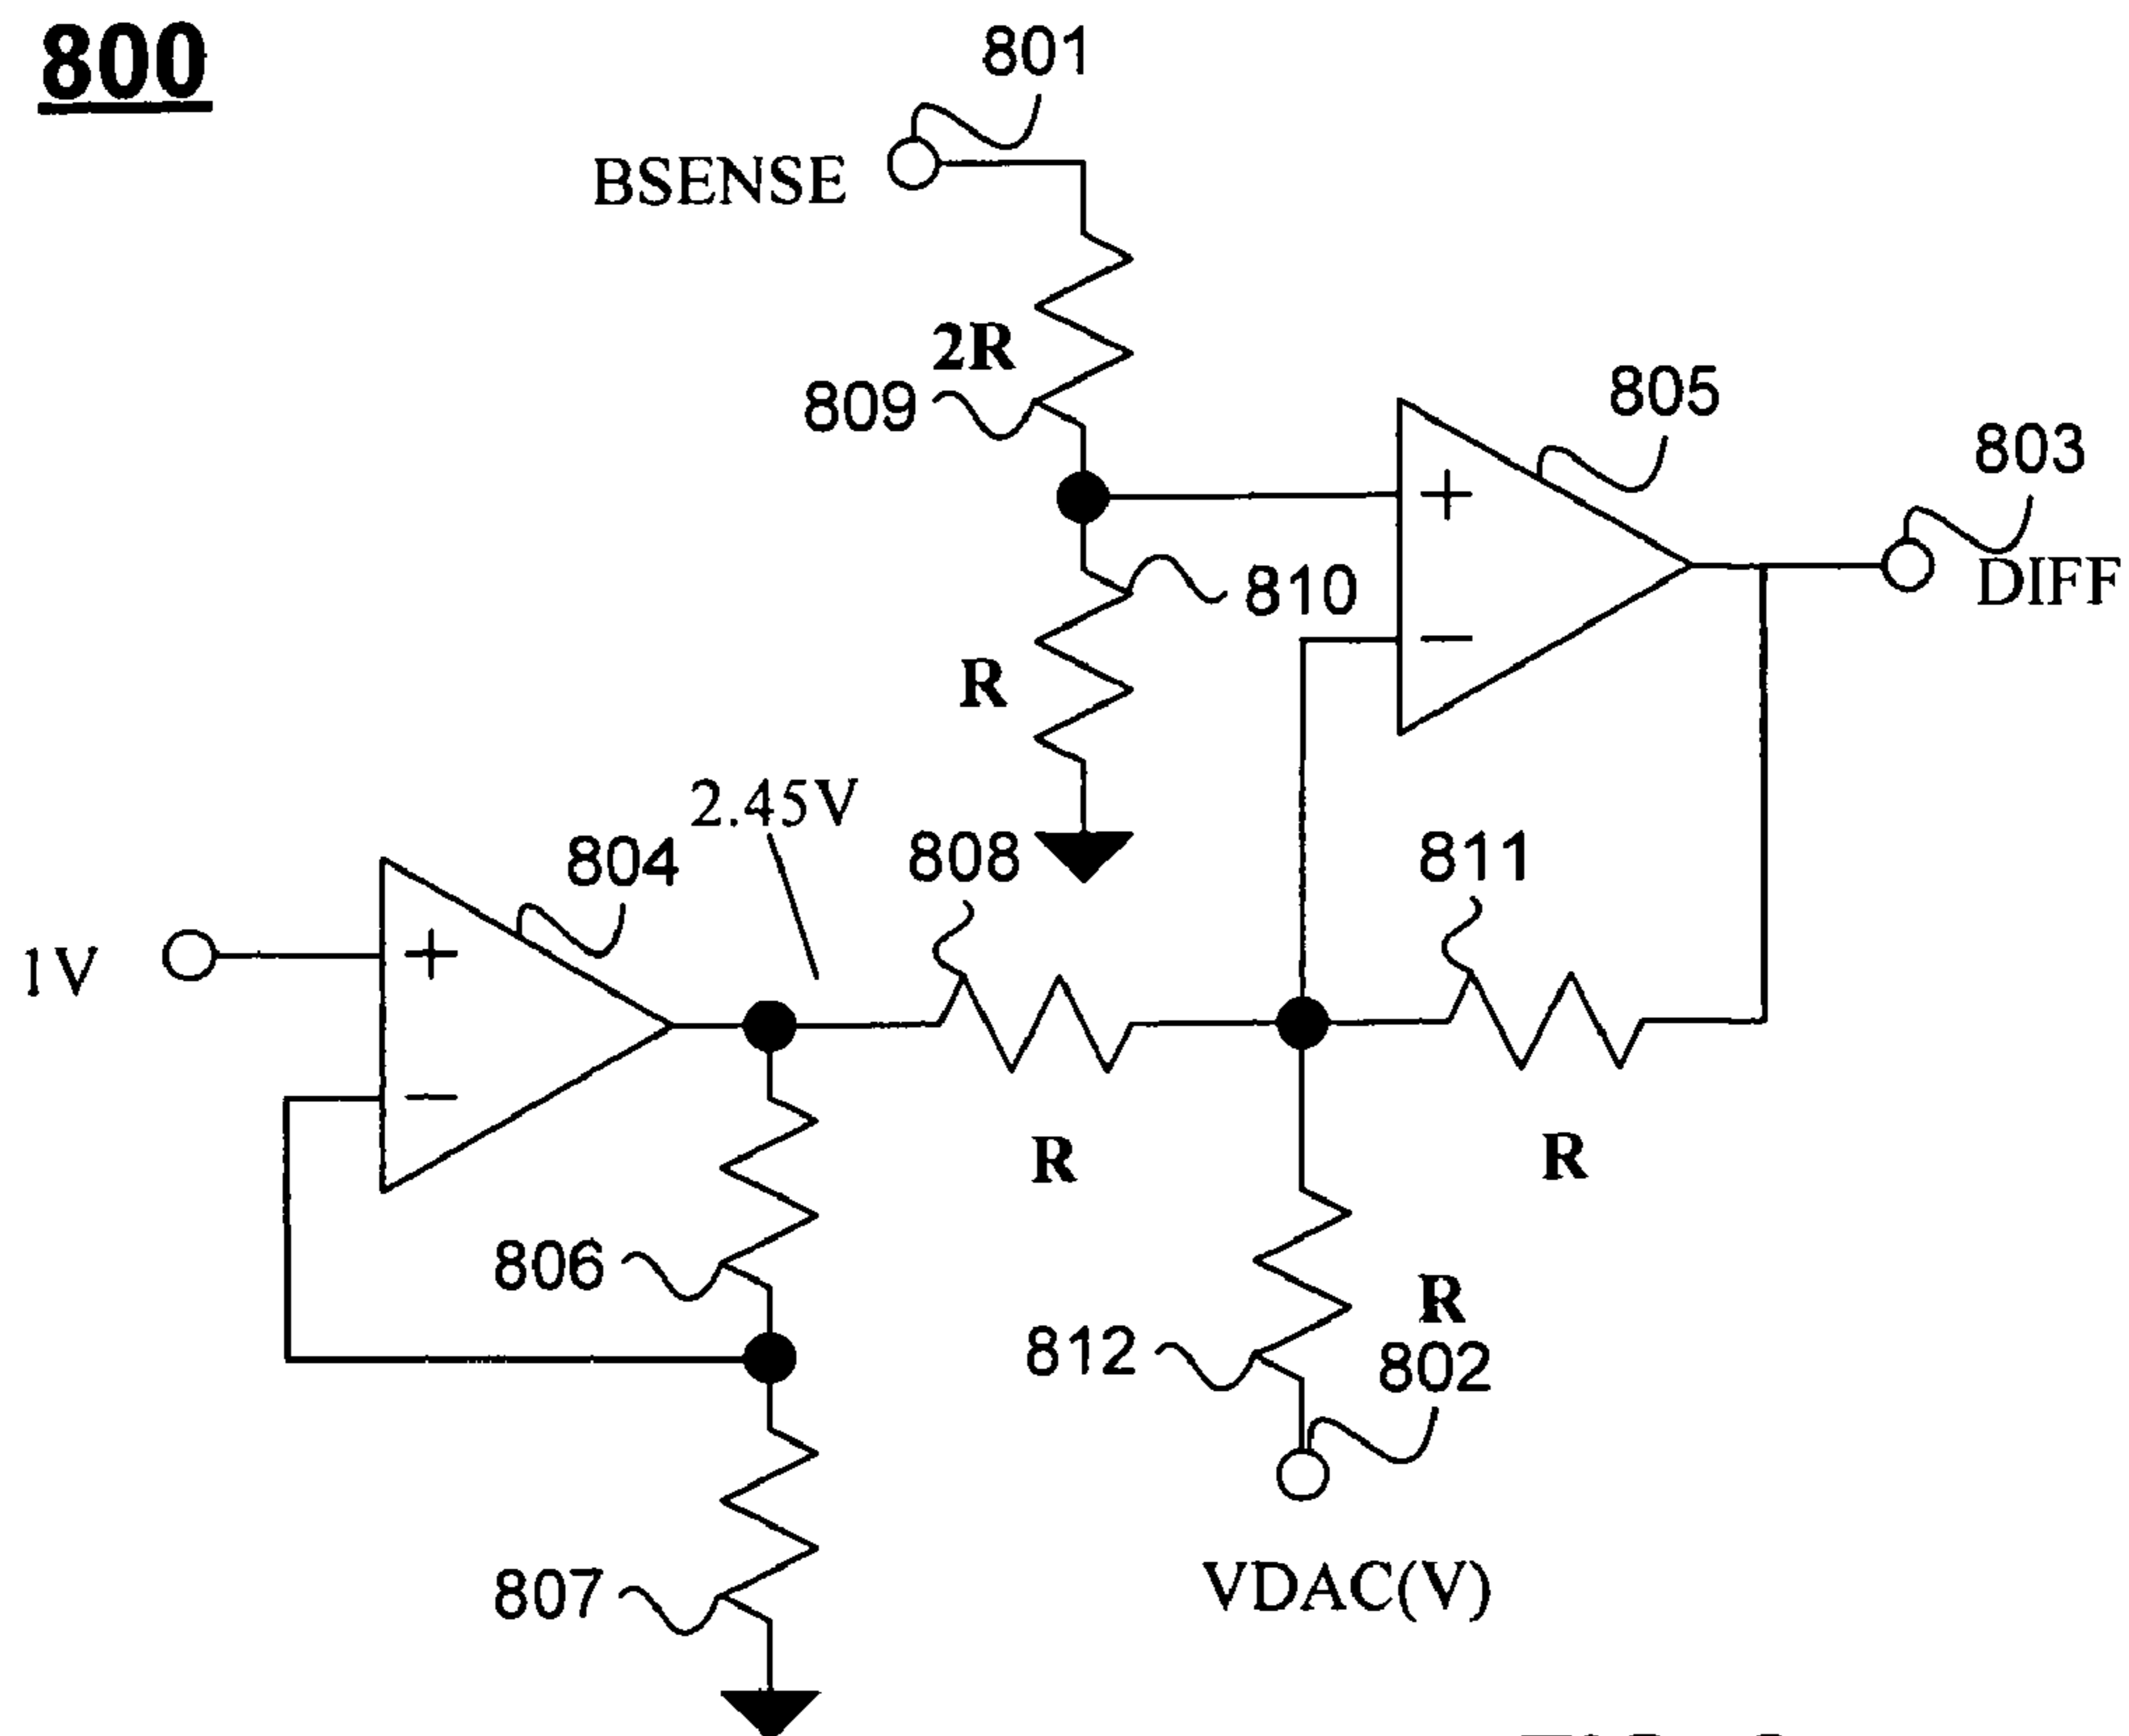 800
801
BSENSE
2R
809
805
803
DIFF
+
−
810
R
2.45V
804
808
811
1V
+
−
R
R
806
R
812
802
807
VDAC(V)